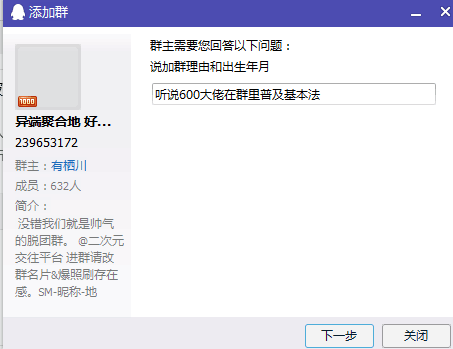 添加群
群主需要您回答以下问题：
说加群理由和出生年月
听说600大佬在群里普及基本法
1000
异端聚合地 好...
239653172
群主：有栖川
成员：632人
简介：
没错我们就是帅气
的脱团群。 @二次元
交往平台 进群请改
群名片&爆照刷存在
感。SM-昵称-地
下一步
关闭